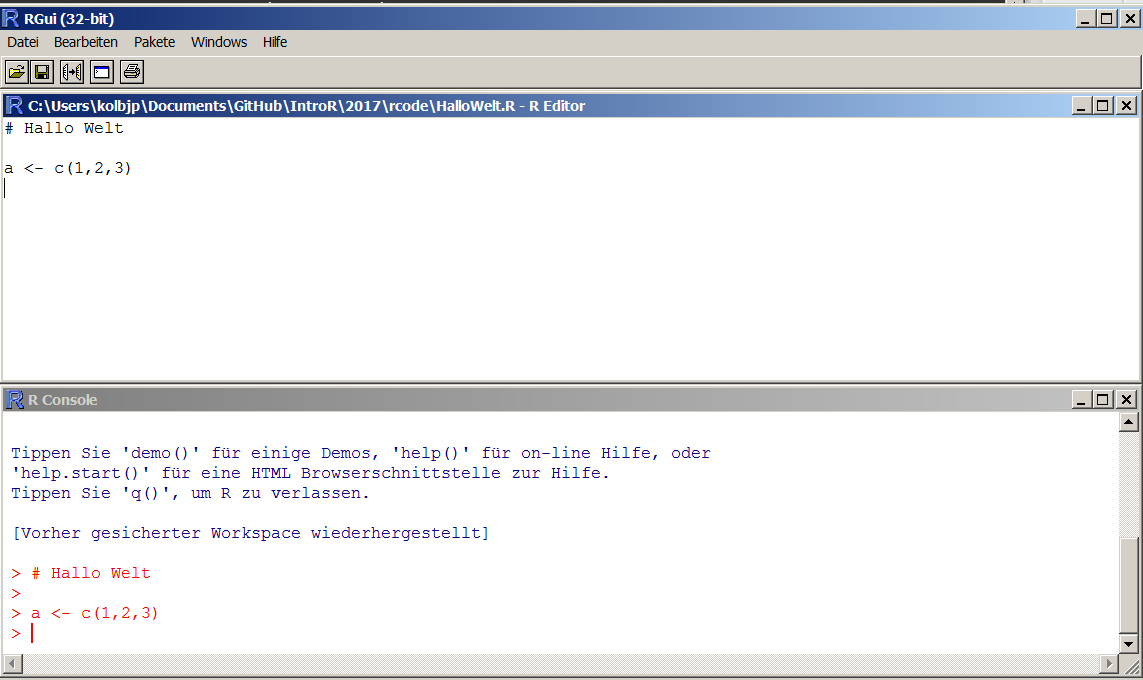 RGui (32-bit)
Datei Bearbeiten Pakete Windows Hilfe
C:\Users\kolbjp\Documents\GitHub\IntroR\2017\rcode\HalloWelt.R - R Editor
# Hallo Welt
a <- c(1,2,3)
R Console
Tippen Sie 'demo()' für einige Demos, 'help()' für on-line Hilfe, oder
'help.start()' für eine HTML Browserschnittstelle zur Hilfe.
Tippen Sie 'q()', um R zu verlassen.
[Vorher gesicherter Workspace wiederhergestellt]
> # Hallo Welt
>
> a <- c(1,2,3)
>